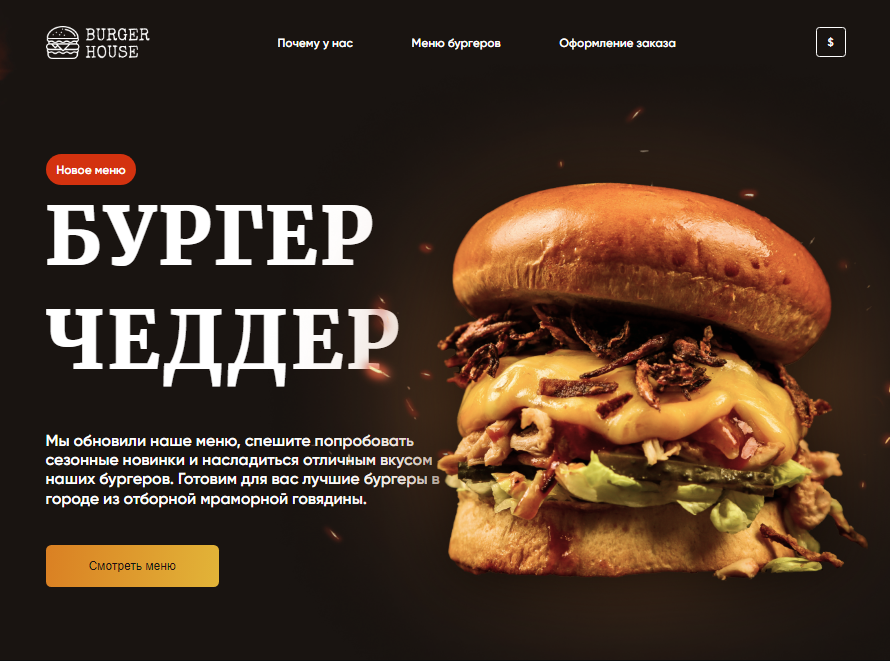 BURGER
HOUSE
Почему у нас
Меню бургеров
Оформление заказа
$
Новое меню
БУРГЕР
ЧЕДДЕР
Мы обновили наше меню, спешите попробовать
сезонные новинки и насладиться отличным вкусом
наших бургеров. Готовим для вас лучшие бургеры в
городе из отборной мраморной говядины.
Смотреть меню